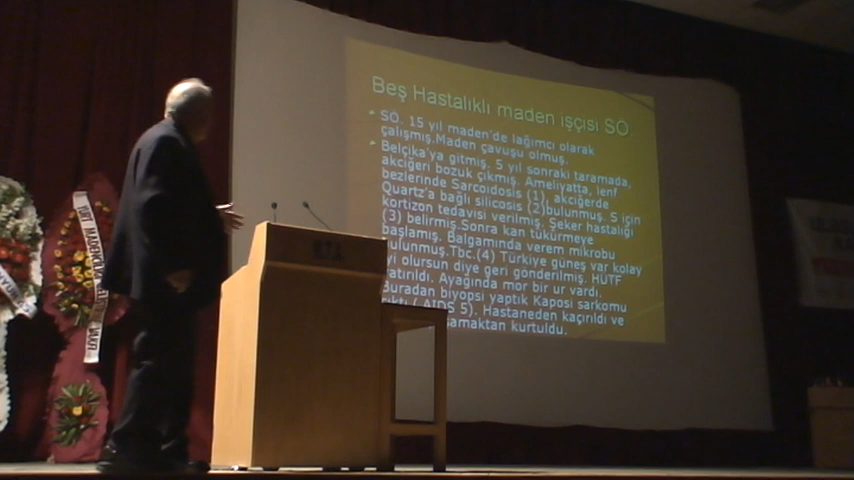 Beş Hastalıklı maden işçisi SÖ
SÖ. 15 yıl maden'de lağımcı olarak
çalışmış.Maden çavuşu olmuş.
Belçika'ya gitmiş. 5 yıl sonraki taramada,
akciğeri bozuk çıkmış. Ameliyatta, lenf
bezlerinde Sarcoidosis (1), akciğerde
Quartz'a bağlı silicosis (2)bulunmuş. S için
kortizon tedavisi verilmiş. Şeker hastalığı
(3) belirmiş.Sonra kan tükürmeye
başlamış. Balgamında verem mikrobu
bulunmuş.Tbc.(4) Türkiye güneş var kolay
iyi olursun diye geri gönderilmiş. HÜTF
yatırıldı. Ayağında mor bir ur vardı.
Buradan biyopsi yaptık Kaposi sarkomu
çıktı ( AIDS 5). Hastaneden kaçırıldı ve
şamaktan kurtuldu.
M.T.A.